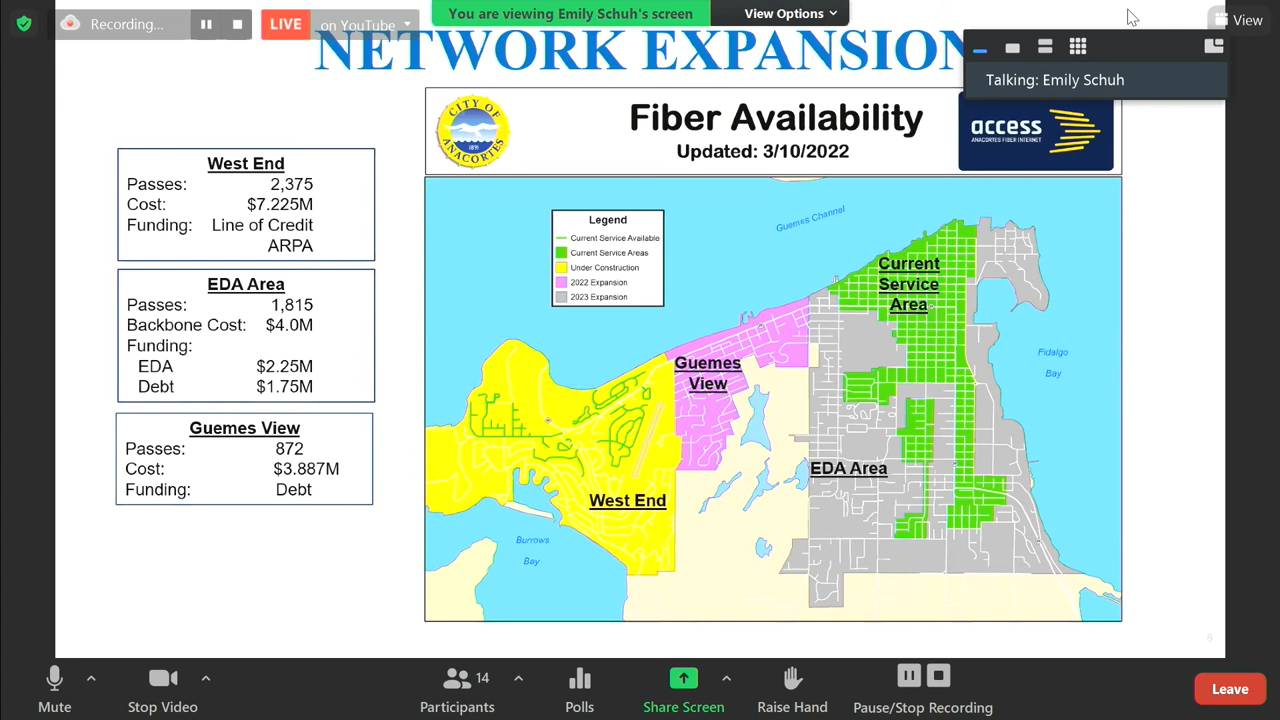 Recording...
LIVE
on YouTube
You are viewing Emily Schuh's screen
View Options
View
Talking: Emily Schuh
NETWORK EXPANSION
CITY OF
ANACORTES
1891
Fiber Availability
Updated: 3/10/2022
access
ANACORTES FIBER INTERNET
West End
Passes: 2,375
Cost: $7.225M
Funding: Line of Credit
ARPA
EDA Area
Passes: 1,815
Backbone Cost: $4.0M
Funding:
EDA $2.25M
Debt $1.75M
Guemes View
Passes: 872
Cost: $3.887M
Funding: Debt
Legend
Current Service Available
Current Service Areas
Under Construction
2022 Expansion
2023 Expansion
Guemes Channel
Current
Service
Area
Guemes
View
Fidalgo
Bay
EDA Area
West End
Burrows
Bay
6
Mute
Stop Video
14
Participants
Polls
Share Screen
Raise Hand
Pause/Stop Recording
Leave